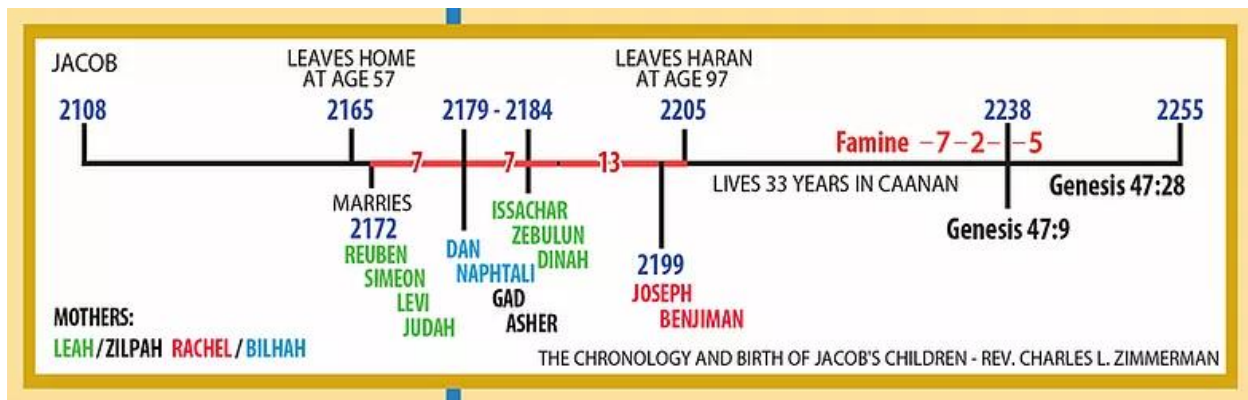 JACOB
LEAVES HOME
AT AGE 57
LEAVES HARAN
AT AGE 97
2108
2165
2179 - 2184
2205
2238
2255
Famine -7-2- -5
7
7
13
LIVES 33 YEARS IN CAANAN
Genesis 47:28
Genesis 47:9
MARRIES
2172
REUBEN
SIMEON
LEVI
JUDAH
DAN
NAPHTALI
GAD
ASHER
ISSACHAR
ZEBULUN
DINAH
2199
JOSEPH
BENJIMAN
MOTHERS:
LEAH/ZILPAH RACHEL/BILHAH
THE CHRONOLOGY AND BIRTH OF JACOB'S CHILDREN - REV. CHARLES L. ZIMMERMAN